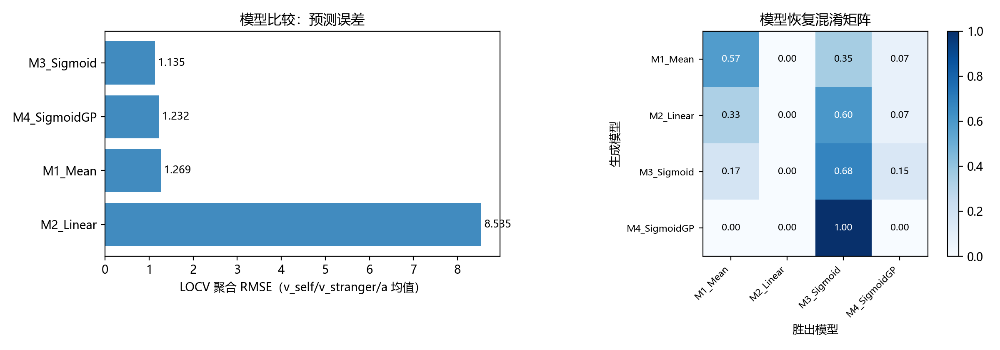 模型比较：预测误差
M3_Sigmoid
1.135
M4_SigmoidGP
1.232
M1_Mean
1.269
M2_Linear
8.535
0 1 2 3 4 5 6 7 8
LOCV 聚合 RMSE（v_self/v_stranger/a 均值）
模型恢复混淆矩阵
生成模型
M1_Mean 0.57 0.00 0.35 0.07
M2_Linear 0.33 0.00 0.60 0.07
M3_Sigmoid 0.17 0.00 0.68 0.15
M4_SigmoidGP 0.00 0.00 1.00 0.00
M1_Mean
M2_Linear
M3_Sigmoid
M4_SigmoidGP
胜出模型
1.0
0.8
0.6
0.4
0.2
0.0